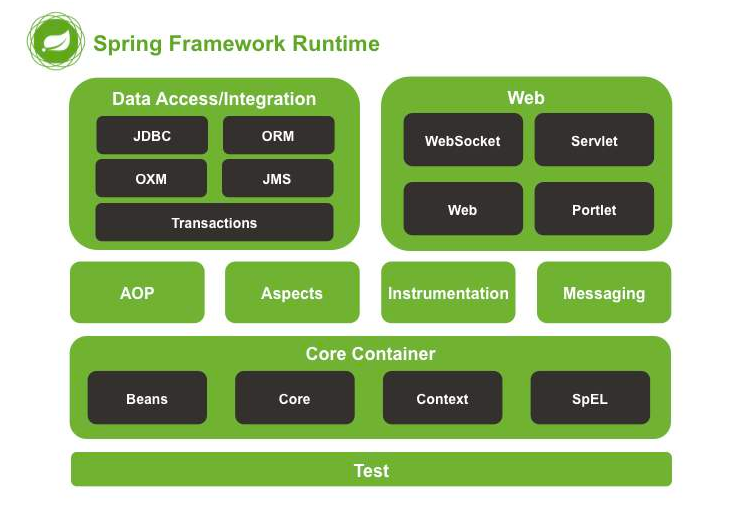 Spring Framework Runtime
Data Access/Integration
JDBC
ORM
OXM
JMS
Transactions
Web
WebSocket
Servlet
Web
Portlet
AOP
Aspects
Instrumentation
Messaging
Core Container
Beans
Core
Context
SpEL
Test